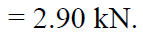 = 2.90 kN.